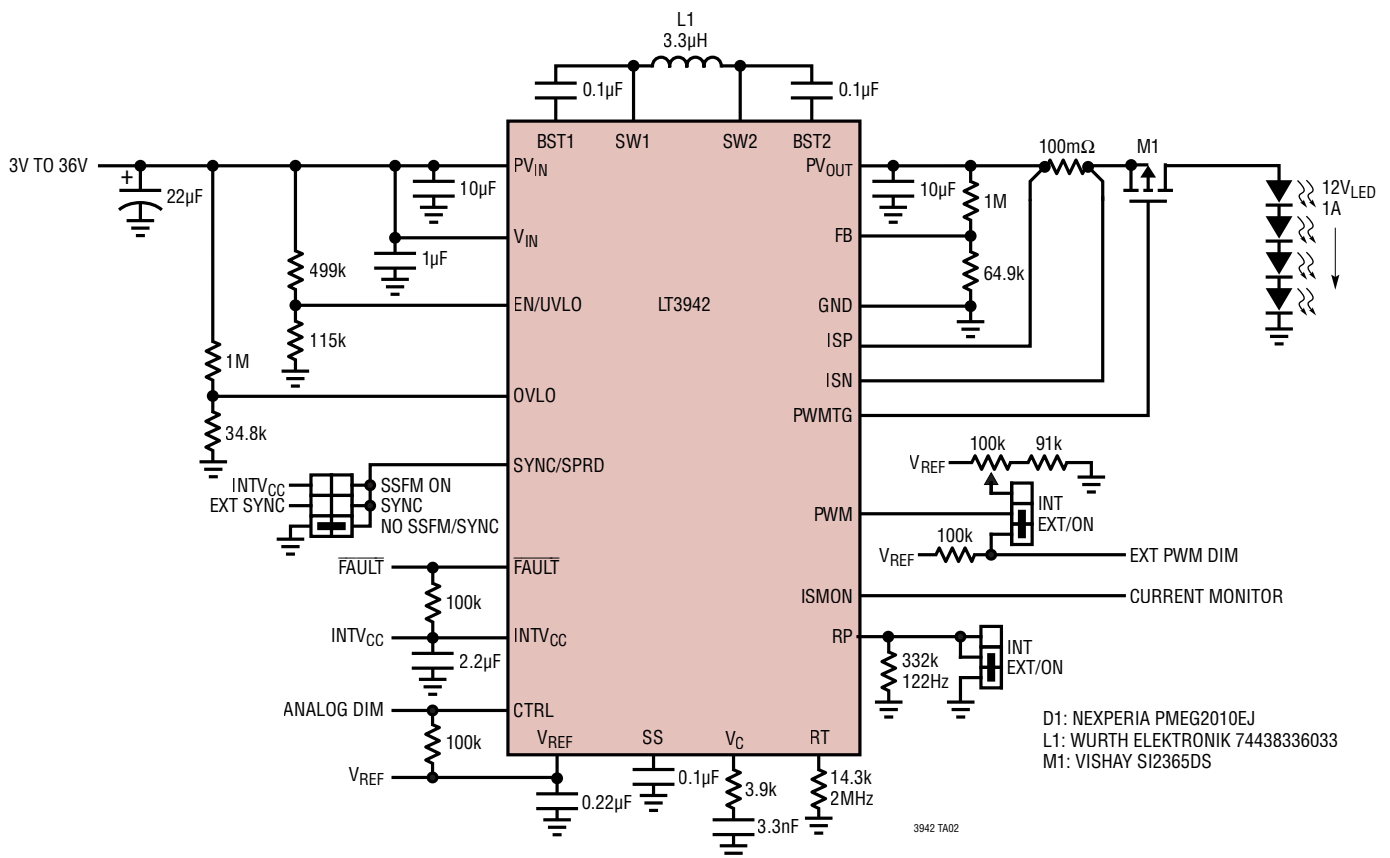 L1
3.3µH
0.1µF
0.1µF
BST1
SW1
SW2
BST2
3V TO 36V
PVIN
PVOUT
100mΩ
M1
+
22µF
10µF
10µF
1M
12VLED
1A
VIN
FB
1µF
499k
64.9k
EN/UVLO
LT3942
GND
115k
ISP
1M
ISN
OVLO
PWMTG
34.8k
100k
91k
VREF
SYNC/SPRD
INTVCC
SSFM ON
EXT SYNC
SYNC
NO SSFM/SYNC
INT
PWM
EXT/ON
100k
VREF
EXT PWM DIM
FAULT
FAULT
100k
ISMON
CURRENT MONITOR
INTVCC
INTVCC
RP
INT
EXT/ON
2.2µF
332k
122Hz
ANALOG DIM
CTRL
100k
VREF
SS
VC
RT
VREF
0.22µF
0.1µF
3.9k
3.3nF
14.3k
2MHz
D1: NEXPERIA PMEG2010EJ
L1: WURTH ELEKTRONIK 74438336033
M1: VISHAY SI2365DS
3942 TA02